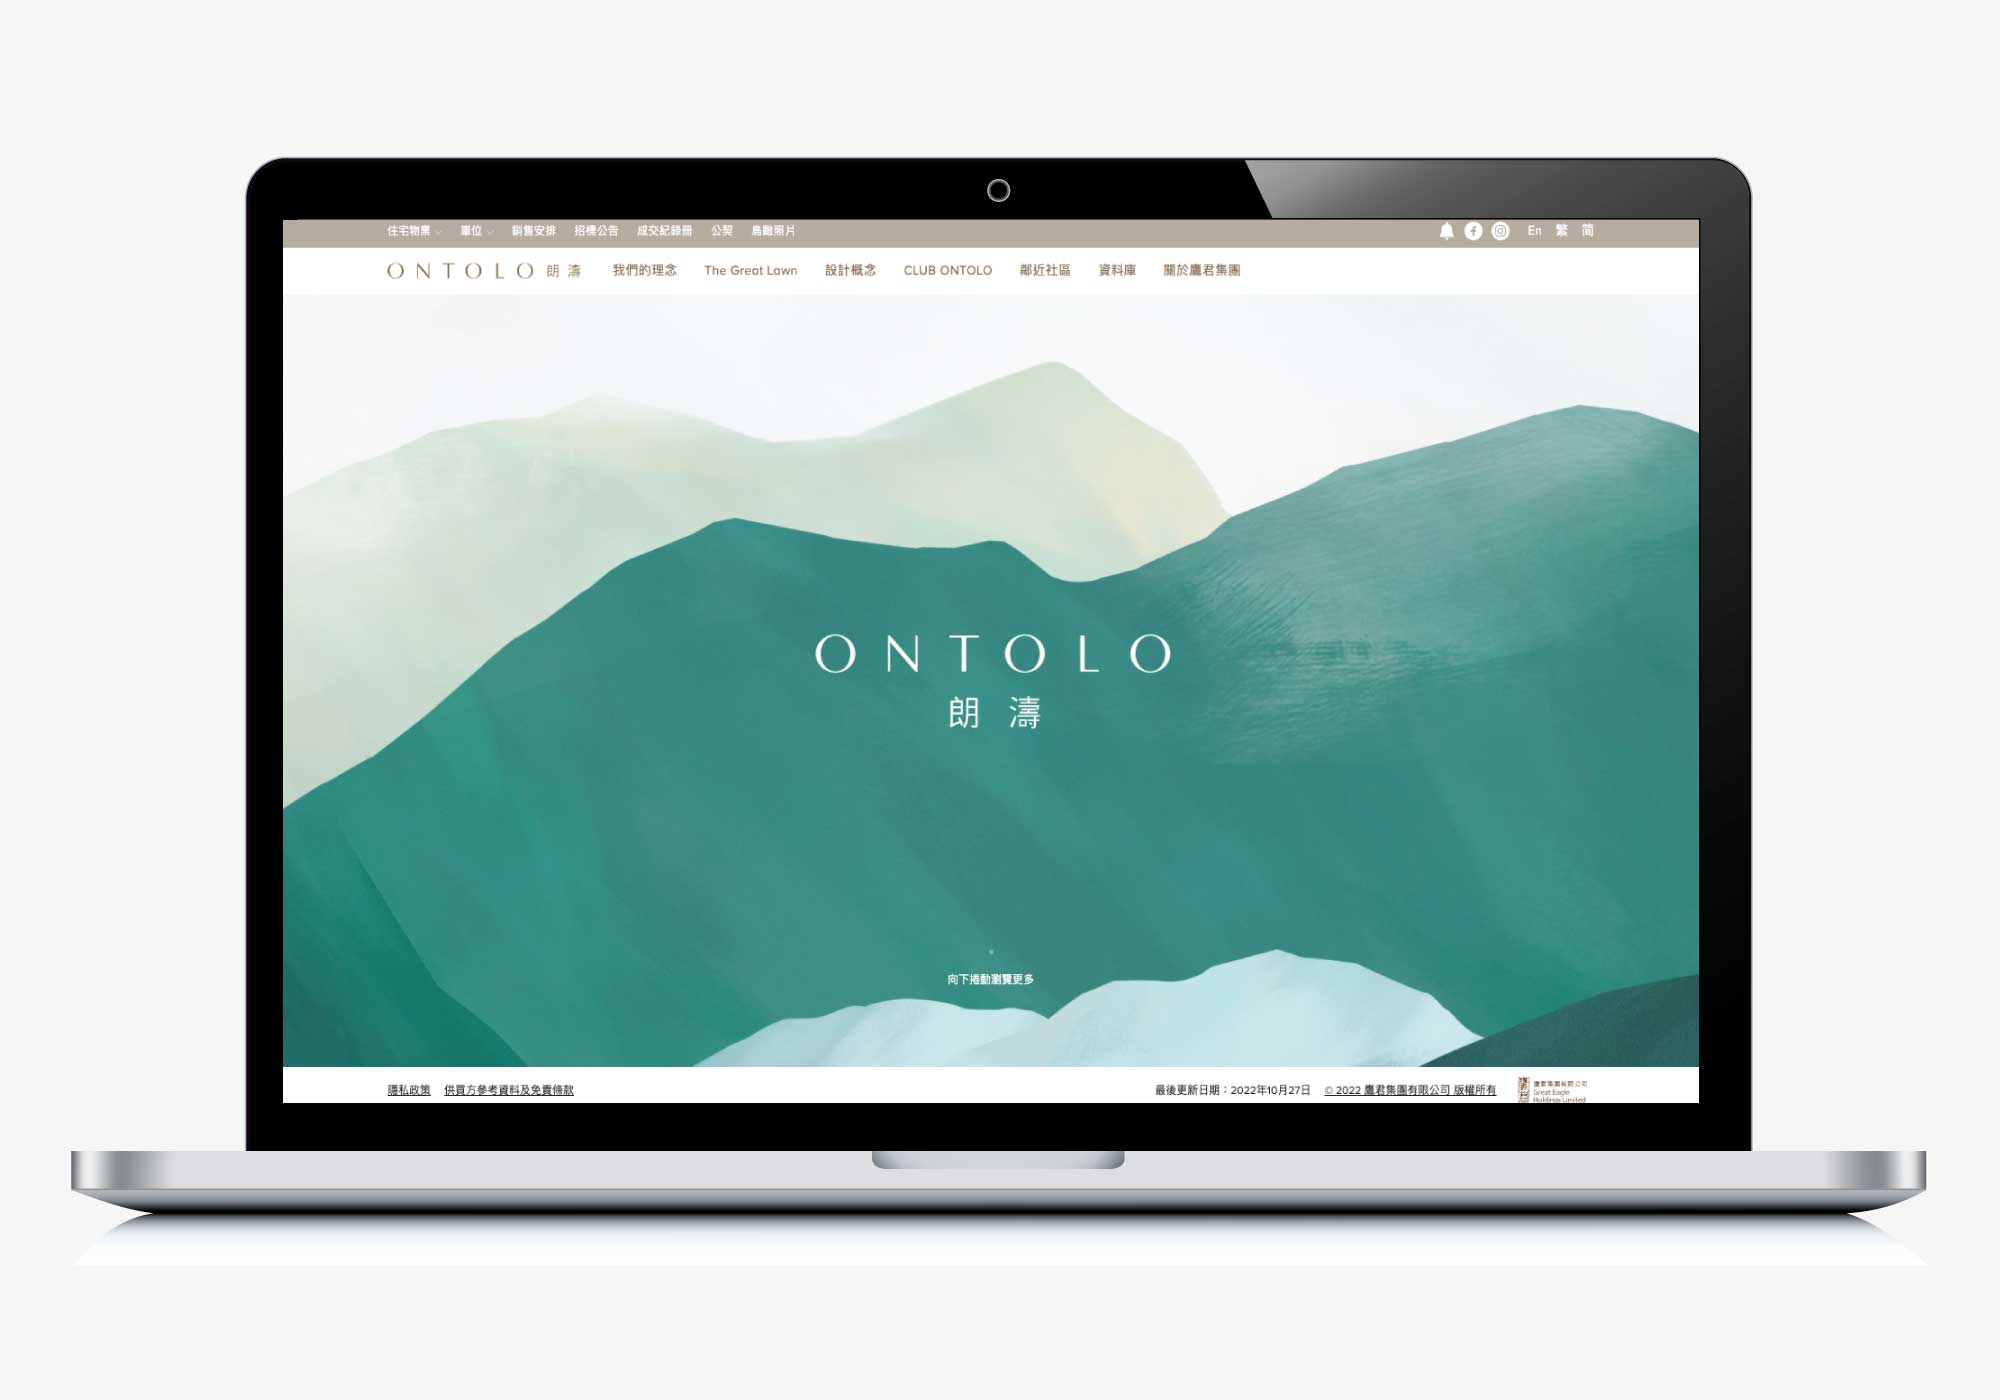 住宅物業 車位 銷售安排 招標公告 成交紀錄冊 公契 鳥瞰照片 En 繁 简
ONTOLO 朗濤 我們的理念 The Great Lawn 設計概念 CLUB ONTOLO 鄰近社區 資料庫 關於鷹君集團
ONTOLO
朗濤
向下捲動瀏覽更多
隱私政策 供買方參考資料及免責條款 最後更新日期：2022年10月27日 © 2022 鷹君集團有限公司 版權所有
鷹君集團有限公司
Great Eagle
Holdings Limited